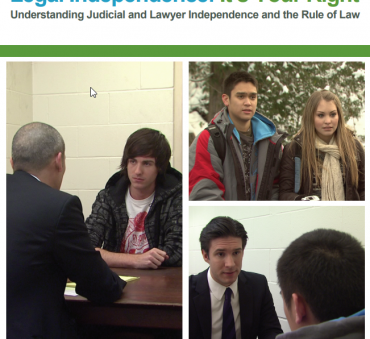 Legal Independence: It's Your Right
Understanding Judicial and Lawyer Independence and the Rule of Law